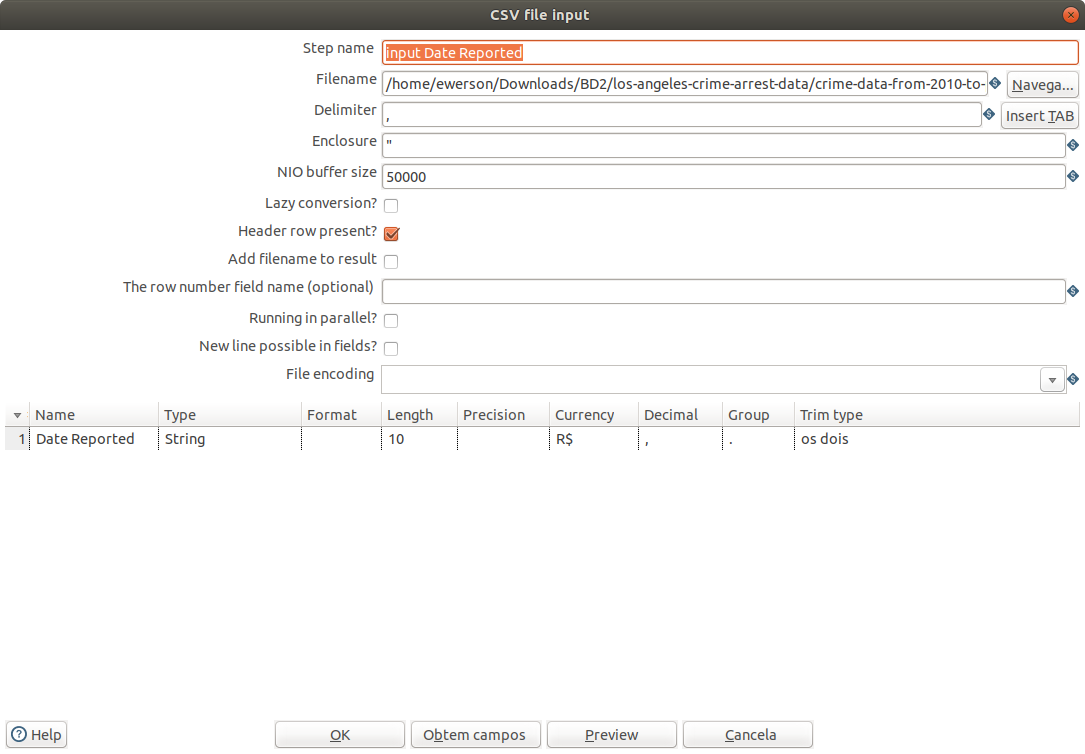 CSV file input
Step name input Date Reported
Filename /home/ewerson/Downloads/BD2/los-angeles-crime-arrest-data/crime-data-from-2010-to- Navega...
Delimiter , Insert TAB
Enclosure "
NIO buffer size 50000
Lazy conversion?
Header row present?
Add filename to result
The row number field name (optional)
Running in parallel?
New line possible in fields?
File encoding
Name Type Format Length Precision Currency Decimal Group Trim type
1 Date Reported String 10 R$ , . os dois
Help OK Obtem campos Preview Cancela